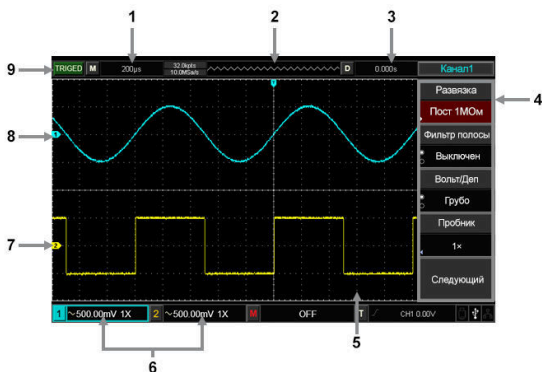 1 2 3
9 TRIGED M 200μs 32.0kpts D 0.000s Канал1
10.0MSa/s
Развязка
4
Пост 1МОм
Фильтр полосы
8 1
Выключен
Вольт/Дел
Грубо
Пробник
7 2
1×
Следующий
1 ~500.00mV 1X 2 ~500.00mV 1X M OFF T CH1 0.00V
5
6